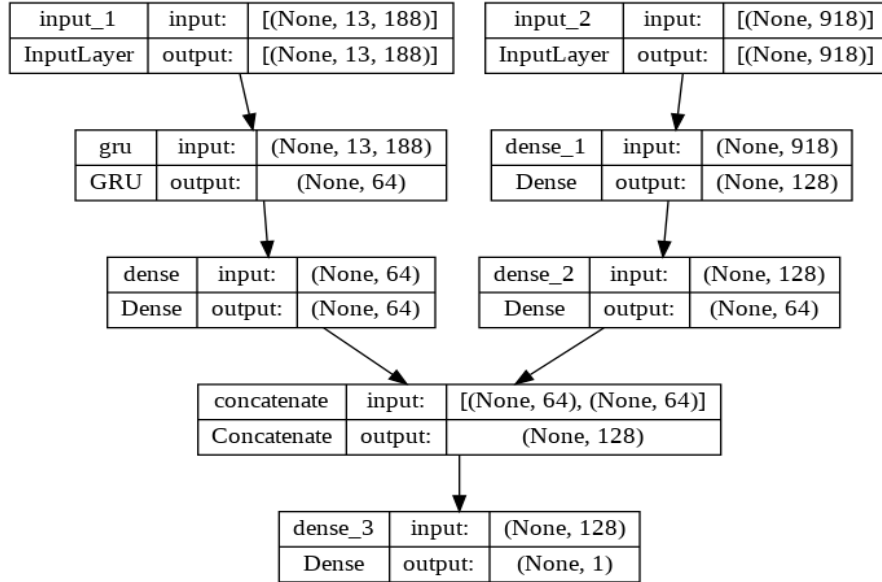 input_1 input: [(None, 13, 188)]
InputLayer output: [(None, 13, 188)]
input_2 input: [(None, 918)]
InputLayer output: [(None, 918)]
gru input: (None, 13, 188)
GRU output: (None, 64)
dense_1 input: (None, 918)
Dense output: (None, 128)
dense input: (None, 64)
Dense output: (None, 64)
dense_2 input: (None, 128)
Dense output: (None, 64)
concatenate input: [(None, 64), (None, 64)]
Concatenate output: (None, 128)
dense_3 input: (None, 128)
Dense output: (None, 1)